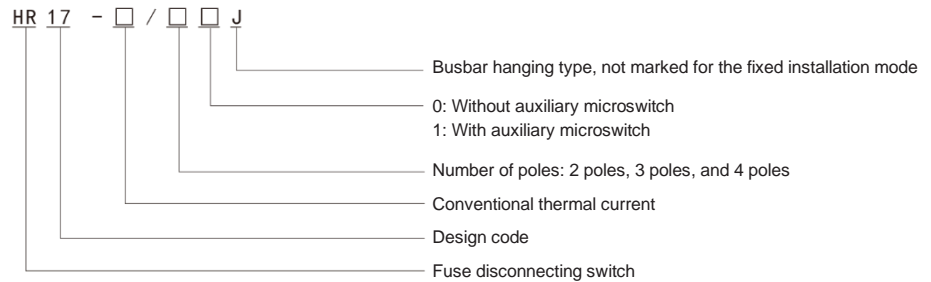 HR 17 - □ / □ □ J
Busbar hanging type, not marked for the fixed installation mode
0: Without auxiliary microswitch
1: With auxiliary microswitch
Number of poles: 2 poles, 3 poles, and 4 poles
Conventional thermal current
Design code
Fuse disconnecting switch